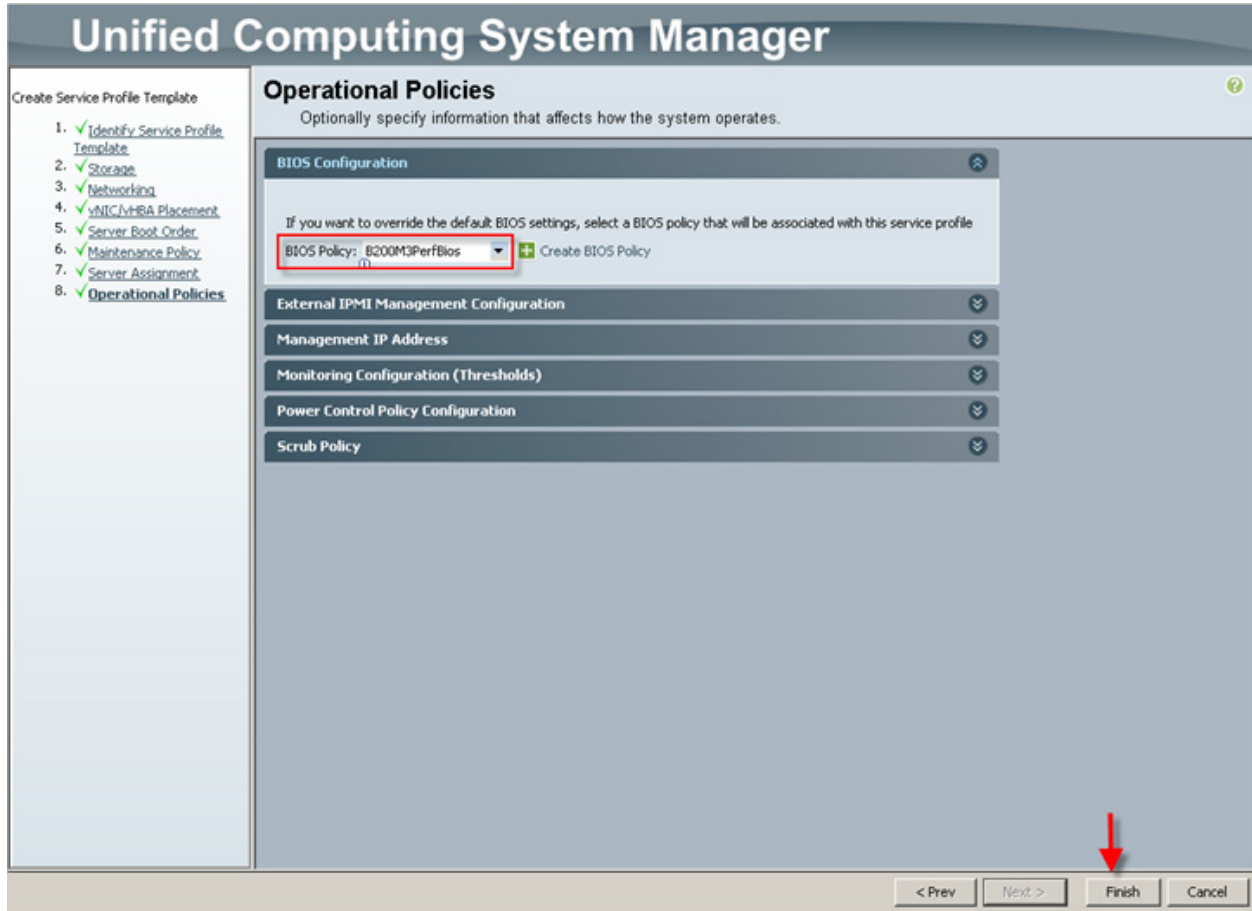 Unified Computing System Manager
Create Service Profile Template
1. Identify Service Profile
Template
2. Storage
3. Networking
4. vNIC/vHBA Placement
5. Server Boot Order
6. Maintenance Policy
7. Server Assignment
8. Operational Policies
Operational Policies
Optionally specify information that affects how the system operates.
BIOS Configuration
If you want to override the default BIOS settings, select a BIOS policy that will be associated with this service profile
BIOS Policy: B200M3PerfBios Create BIOS Policy
External IPMI Management Configuration
Management IP Address
Monitoring Configuration (Thresholds)
Power Control Policy Configuration
Scrub Policy
< Prev Next > Finish Cancel